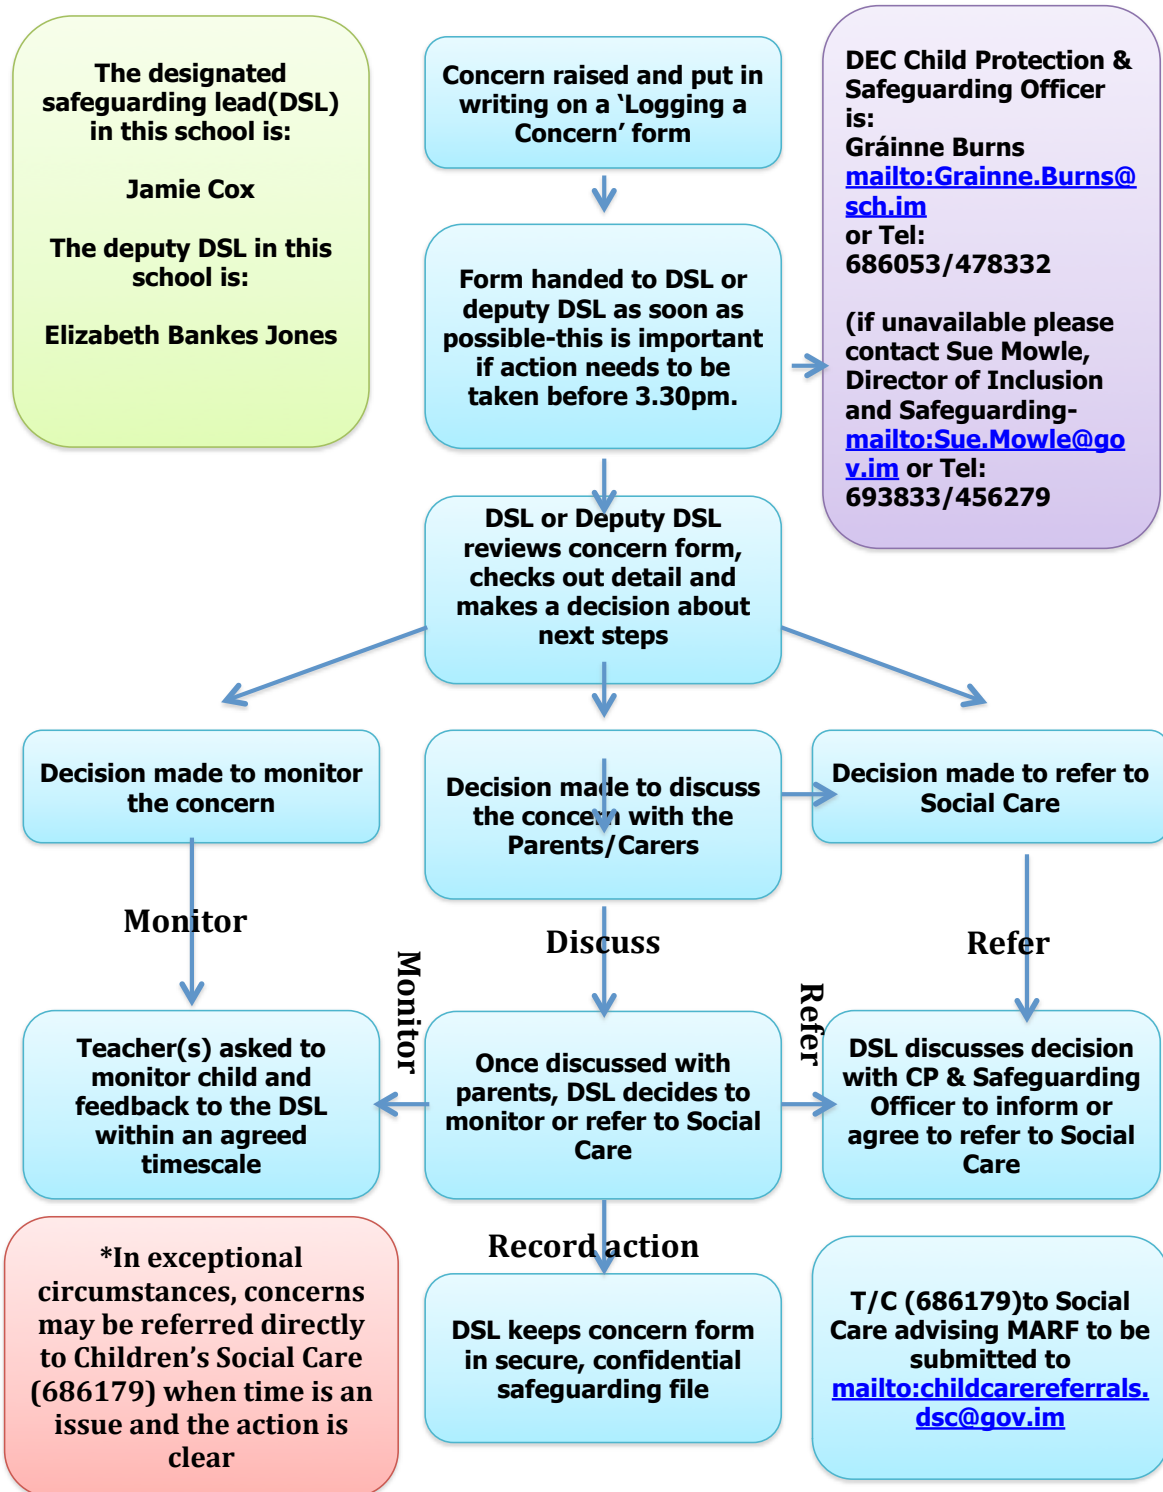 The designated
safeguarding lead(DSL)
in this school is:
Jamie Cox
The deputy DSL in this
school is:
Elizabeth Bankes Jones
Concern raised and put in
writing on a ‘Logging a
Concern’ form
DEC Child Protection &
Safeguarding Officer
is:
Gráinne Burns
mailto:Grainne.Burns@
sch.im
or Tel:
686053/478332
(if unavailable please
contact Sue Mowle,
Director of Inclusion
and Safeguarding-
mailto:Sue.Mowle@go
v.im or Tel:
693833/456279
Form handed to DSL or
deputy DSL as soon as
possible-this is important
if action needs to be
taken before 3.30pm.
DSL or Deputy DSL
reviews concern form,
checks out detail and
makes a decision about
next steps
Decision made to monitor
the concern
Decision made to discuss
the concern with the
Parents/Carers
Decision made to refer to
Social Care
Monitor
Discuss
Refer
Monitor
Refer
Teacher(s) asked to
monitor child and
feedback to the DSL
within an agreed
timescale
Once discussed with
parents, DSL decides to
monitor or refer to Social
Care
DSL discusses decision
with CP & Safeguarding
Officer to inform or
agree to refer to Social
Care
Record action
*In exceptional
circumstances, concerns
may be referred directly
to Children’s Social Care
(686179) when time is an
issue and the action is
clear
DSL keeps concern form
in secure, confidential
safeguarding file
T/C (686179)to Social
Care advising MARF to be
submitted to
mailto:childcarereferrals.
dsc@gov.im